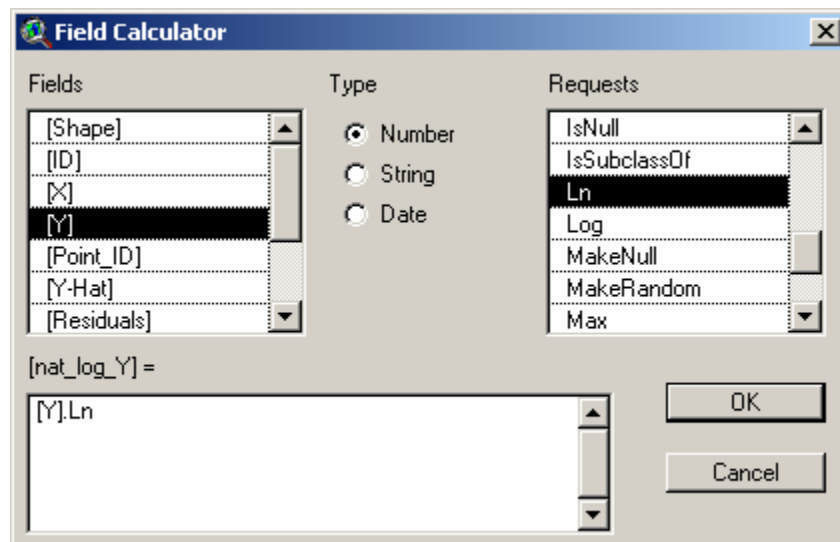 Field Calculator
Fields
Type
Requests
[Shape]
[ID]
[X]
[Y]
[Point_ID]
[Y-Hat]
[Residuals]
Number
String
Date
IsNull
IsSubclassOf
Ln
Log
MakeNull
MakeRandom
Max
[nat_log_Y] =
[Y].Ln
OK
Cancel